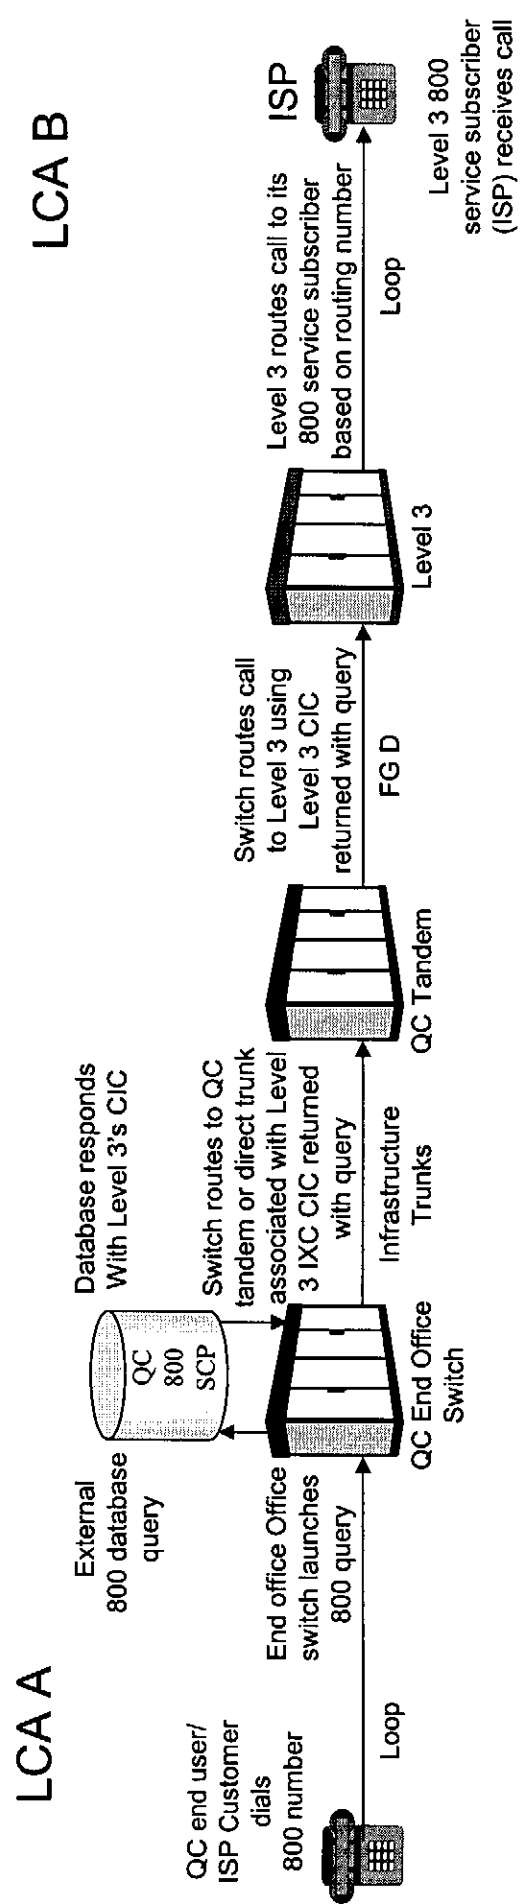 LCA A
LCA B
QC end user/
ISP Customer
dials
800 number
Loop
External
800 database
query
End office Office
switch launches
800 query
QC
800
SCP
Database responds
With Level 3's CIC
QC End Office
Switch
Switch routes to QC
tandem or direct trunk
associated with Level
3 IXC CIC returned
with query
Infrastructure
Trunks
QC Tandem
Switch routes call
to Level 3 using
Level 3 CIC
returned with query
FG D
Level 3
Level 3 routes call to its
800 service subscriber
based on routing number
Loop
ISP
Level 3 800
service subscriber
(ISP) receives call